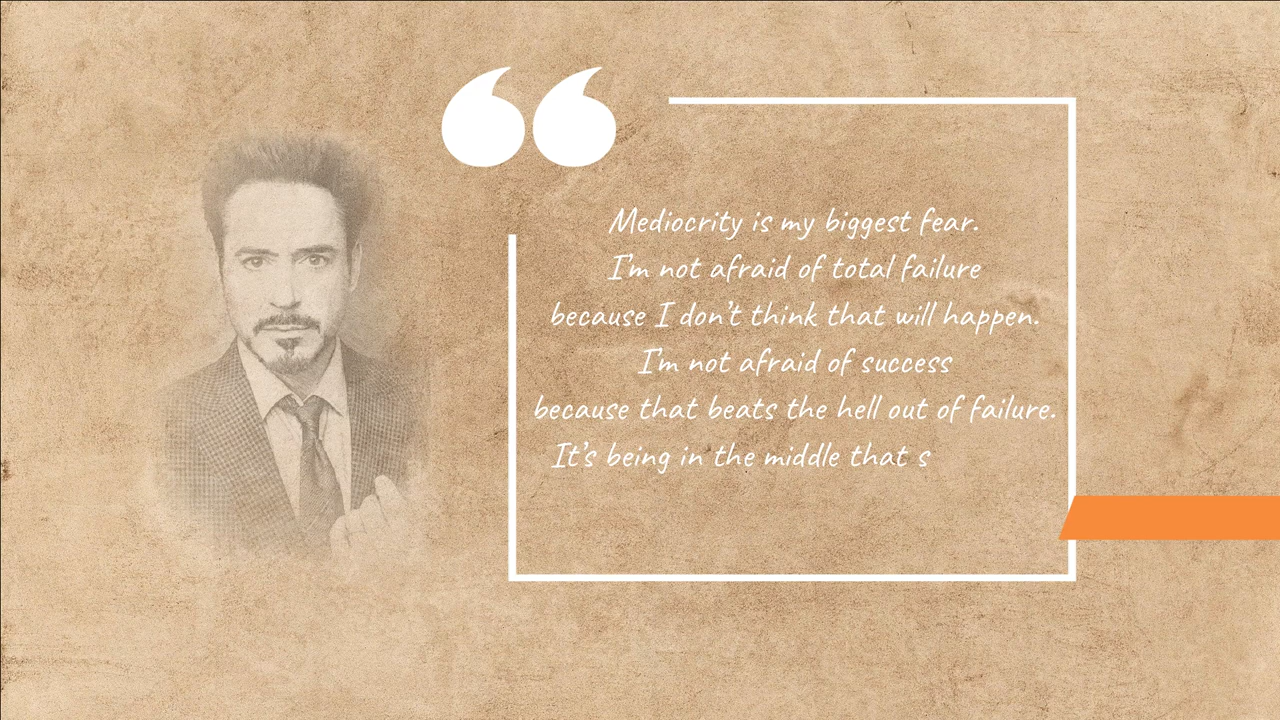 Mediocrity is my biggest fear.
I'm not afraid of total failure
because I don't think that will happen.
I'm not afraid of success
because that beats the hell out of failure.
It's being in the middle that s